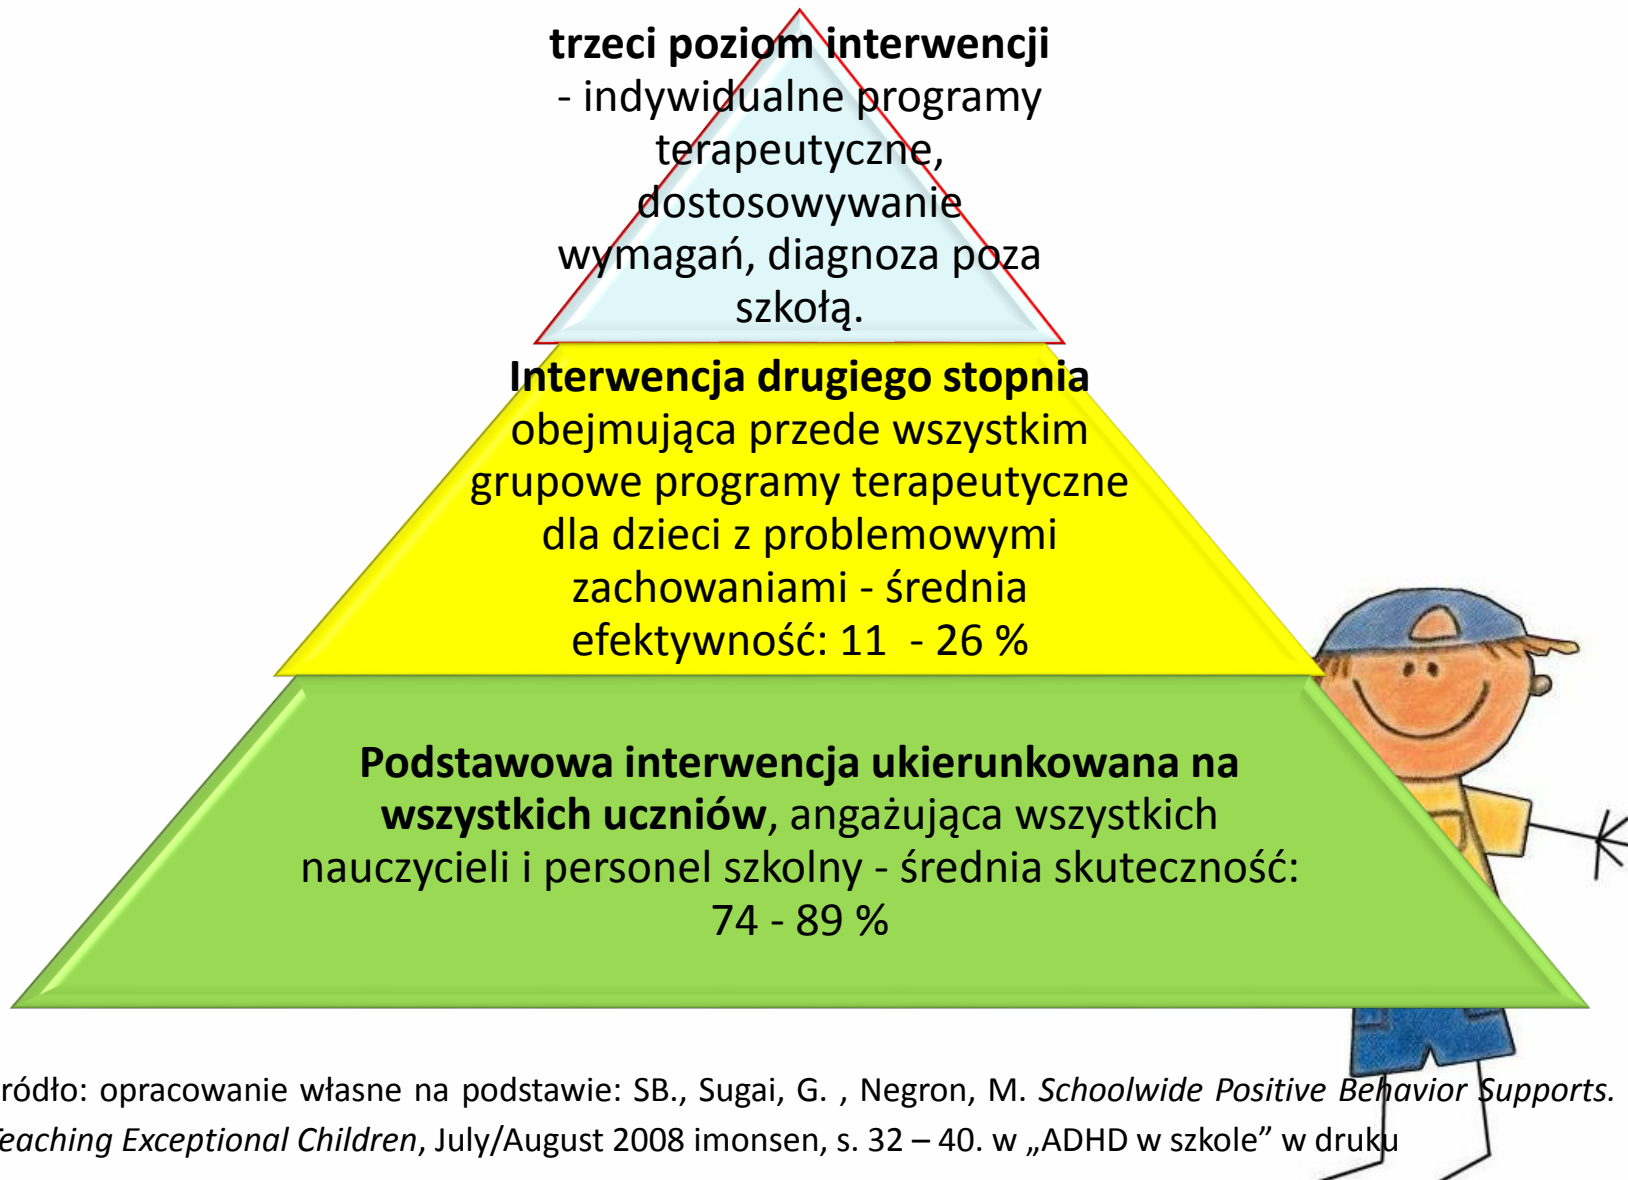 trzeci poziom interwencji
- indywidualne programy
terapeutyczne,
dostosowywanie
wymagań, diagnoza poza
szkołą.
Interwencja drugiego stopnia
obejmująca przede wszystkim
grupowe programy terapeutyczne
dla dzieci z problemowymi
zachowaniami - średnia
efektywność: 11 - 26 %
Podstawowa interwencja ukierunkowana na
wszystkich uczniów, angażująca wszystkich
nauczycieli i personel szkolny - średnia skuteczność:
74 - 89 %
ródło: opracowanie własne na podstawie: SB., Sugai, G. , Negron, M. Schoolwide Positive Behavior Supports.
eaching Exceptional Children, July/August 2008 imonsen, s. 32 – 40. w „ADHD w szkole” w druku